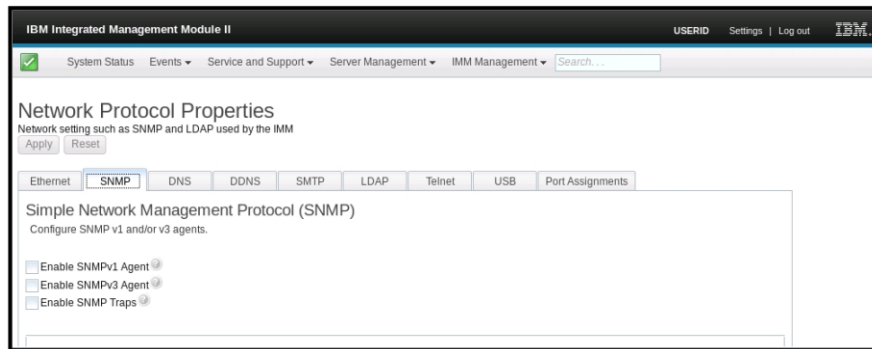 IBM Integrated Management Module II USERID Settings | Log out IBM.
System Status Events Service and Support Server Management IMM Management Search. . .
Network Protocol Properties
Network setting such as SNMP and LDAP used by the IMM
Apply Reset
Ethernet SNMP DNS DDNS SMTP LDAP Telnet USB Port Assignments
Simple Network Management Protocol (SNMP)
Configure SNMP v1 and/or v3 agents.
Enable SNMPv1 Agent ?
Enable SNMPv3 Agent ?
Enable SNMP Traps ?